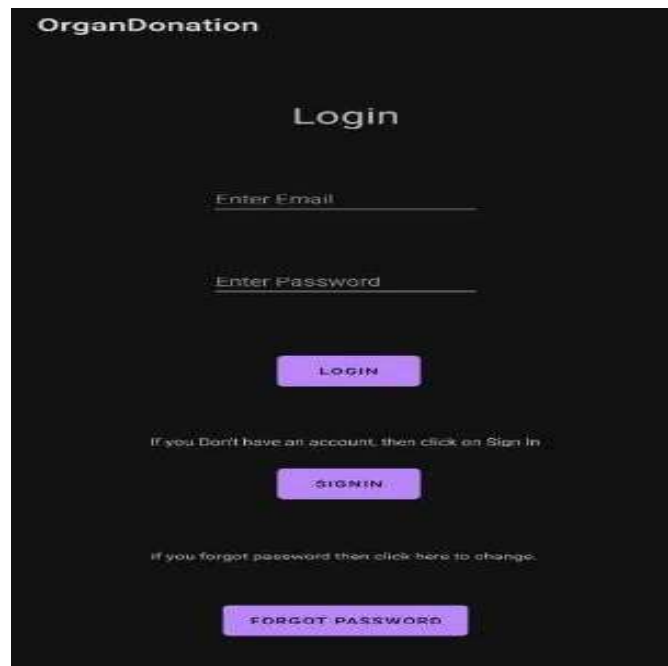 OrganDonation
Login
Enter Email
Enter Password
LOGIN
If you Don't have an account, then click on Sign In
SIGNIN
If you forgot password then click here to change.
FORGOT PASSWORD